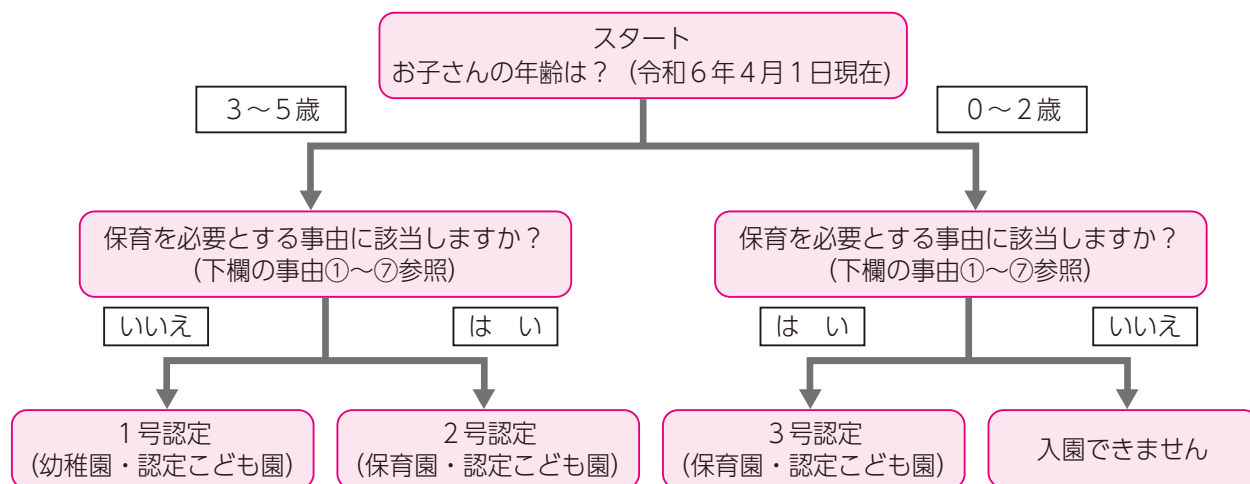 スタート
お子さんの年齢は？（令和６年４月１日現在）
３～５歳
０～２歳
保育を必要とする事由に該当しますか？
（下欄の事由①～⑦参照）
保育を必要とする事由に該当しますか？
（下欄の事由①～⑦参照）
いいえ
は　い
は　い
いいえ
１号認定
（幼稚園・認定こども園）
２号認定
（保育園・認定こども園）
３号認定
（保育園・認定こども園）
入園できません